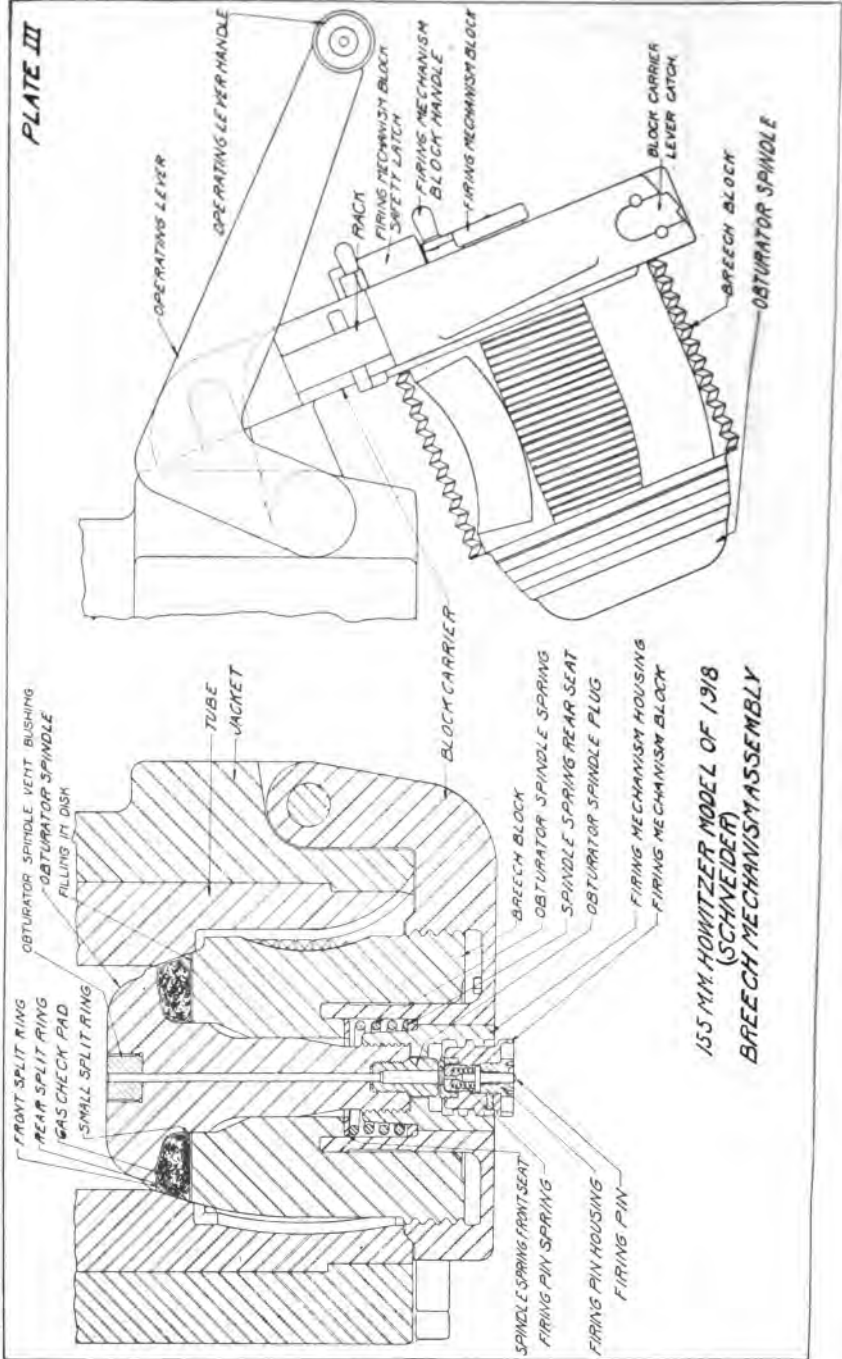 PLATE III
OPERATING LEVER
OPERATING LEVER HANDLE
FIRING MECHANISM BLOCK
SAFETY LATCH
RACK
FIRING MECHANISM
BLOCK HANDLE
FIRING MECHANISM BLOCK
BLOCK CARRIER
LEVER CATCH.
BREECH BLOCK
OBTURATOR SPINDLE
FRONT SPLIT RING
REAR SPLIT RING
GAS CHECK PAD
SMALL SPLIT RING
OBTURATOR SPINDLE VENT BUSHING
OBTURATOR SPINDLE
FILLING IN DISK
TUBE
JACKET
BLOCK CARRIER
BREECH BLOCK
OBTURATOR SPINDLE SPRING
SPINDLE SPRING REAR SEAT
OBTURATOR SPINDLE PLUG
FIRING MECHANISM HOUSING
FIRING MECHANISM BLOCK
SPINDLE SPRING FRONT SEAT
FIRING PIN SPRING
FIRING PIN HOUSING
FIRING PIN
155 M.M. HOWITZER MODEL OF 1918
(SCHNEIDER)
BREECH MECHANISM ASSEMBLY